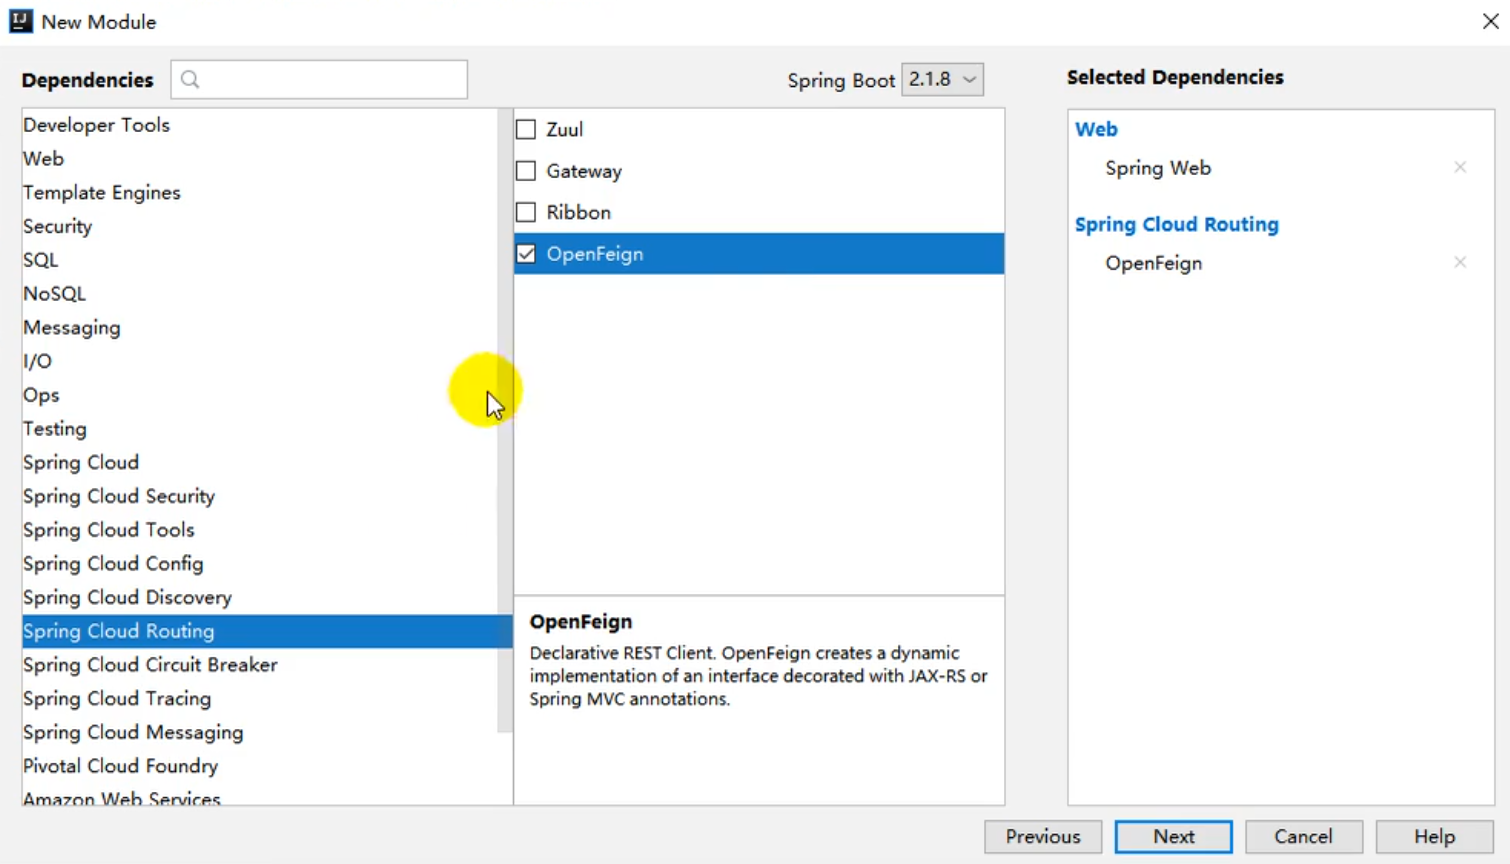 IJ New Module
Dependencies
Spring Boot 2.1.8
Selected Dependencies
Developer Tools
Web
Template Engines
Security
SQL
NoSQL
Messaging
I/O
Ops
Testing
Spring Cloud
Spring Cloud Security
Spring Cloud Tools
Spring Cloud Config
Spring Cloud Discovery
Spring Cloud Routing
Spring Cloud Circuit Breaker
Spring Cloud Tracing
Spring Cloud Messaging
Pivotal Cloud Foundry
Amazon Web Services
Zuul
Gateway
Ribbon
OpenFeign
OpenFeign
Declarative REST Client. OpenFeign creates a dynamic
implementation of an interface decorated with JAX-RS or
Spring MVC annotations.
Web
Spring Web
Spring Cloud Routing
OpenFeign
Previous
Next
Cancel
Help